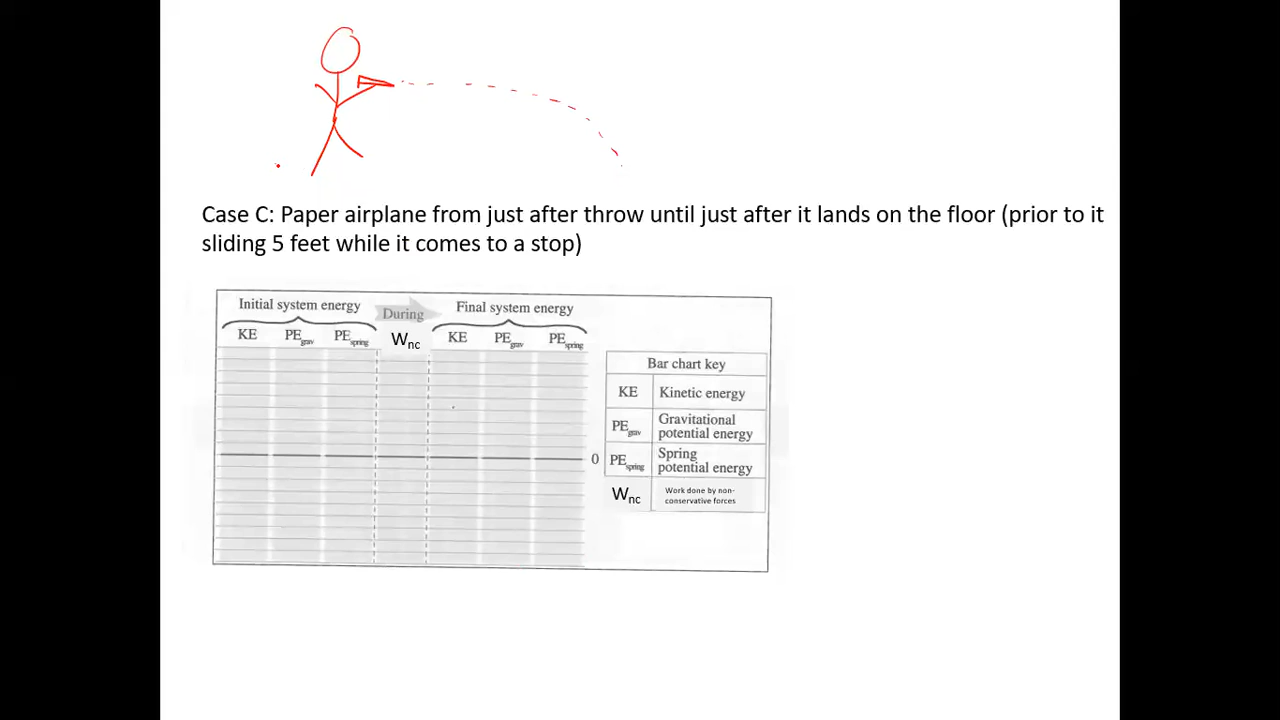 Case C: Paper airplane from just after throw until just after it lands on the floor (prior to it
sliding 5 feet while it comes to a stop)
Initial system energy During Final system energy
KE PEgrav PEspring Wnc KE PEgrav PEspring
0
Bar chart key
KE Kinetic energy
PEgrav Gravitational
potential energy
PEspring Spring
potential energy
Wnc Work done by non-
conservative forces